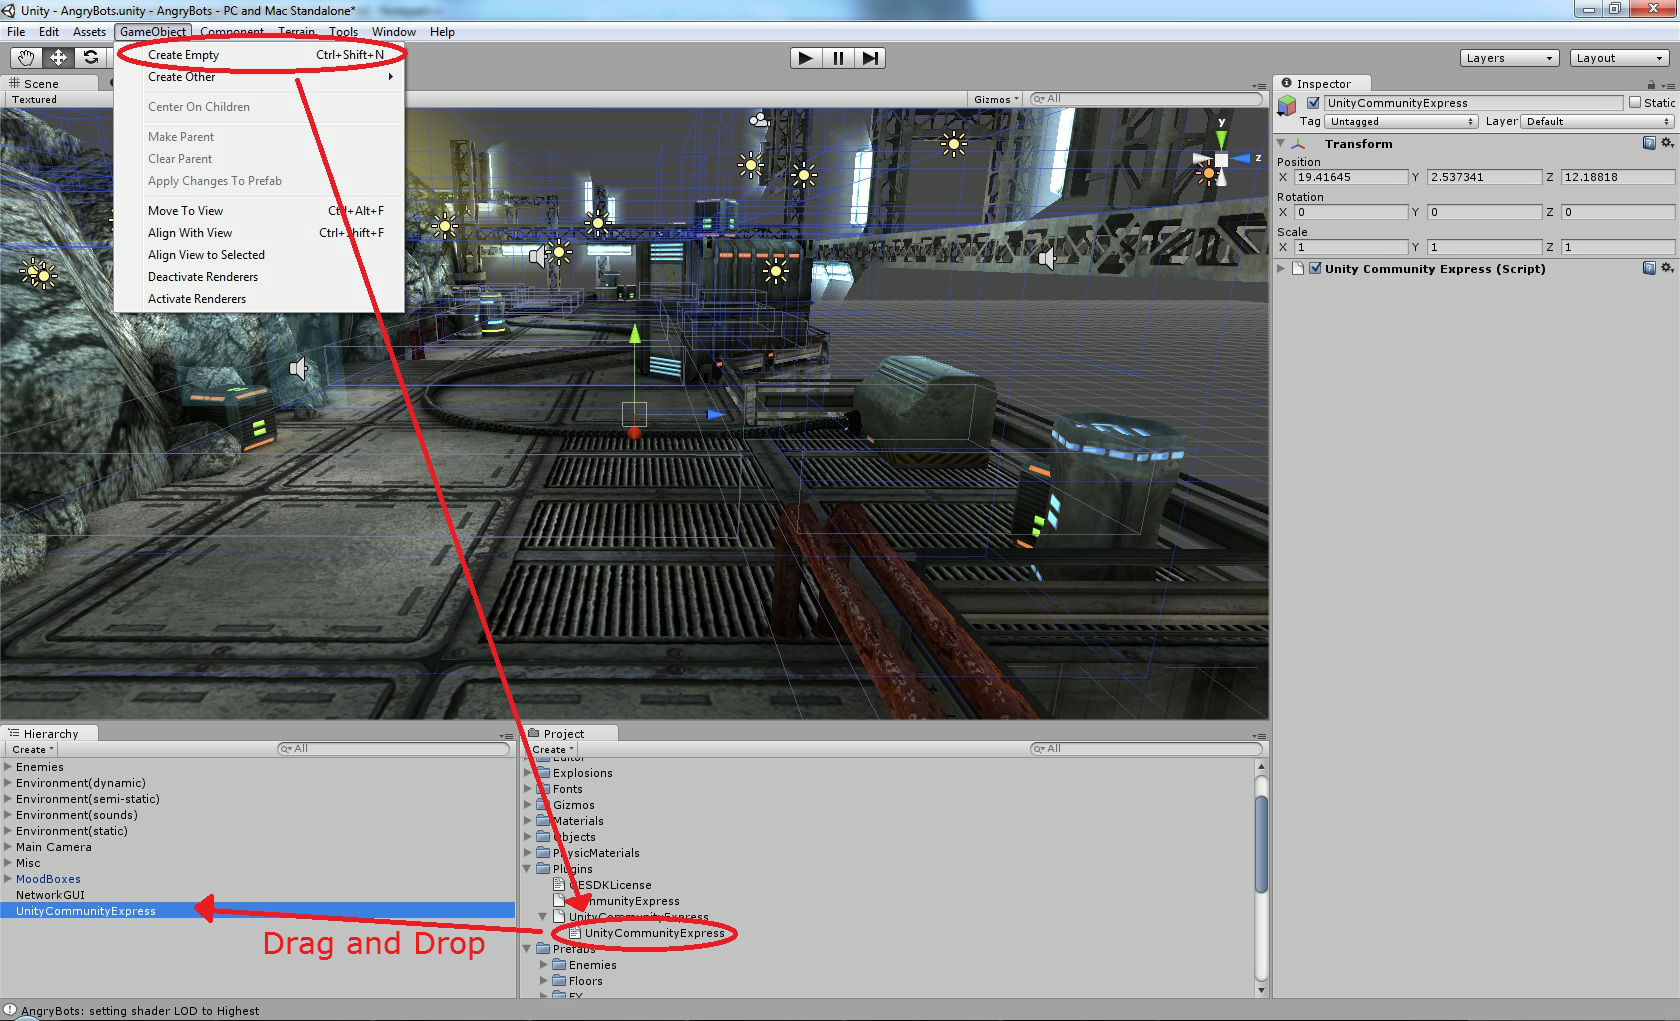 Unity - AngryBots.unity - AngryBots - PC and Mac Standalone*
File Edit Assets GameObject Component Terrain Tools Window Help
Layers Layout
Create Empty Ctrl+Shift+N
Create Other
Center On Children
Make Parent
Clear Parent
Apply Changes To Prefab
Move To View Ctrl+Alt+F
Align With View Ctrl+Shift+F
Align View to Selected
Deactivate Renderers
Activate Renderers
Scene
Textured
Gizmos All
y
z
Inspector
UnityCommunityExpress Static
Tag Untagged Layer Default
Transform
Position
X 19.41645 Y 2.537341 Z 12.18818
Rotation
X 0 Y 0 Z 0
Scale
X 1 Y 1 Z 1
Unity Community Express (Script)
Hierarchy
Create All
Enemies
Environment(dynamic)
Environment(semi-static)
Environment(sounds)
Environment(static)
Main Camera
Misc
MoodBoxes
NetworkGUI
UnityCommunityExpress
Drag and Drop
Project
Create All
Editor
Explosions
Fonts
Gizmos
Materials
Objects
PhysicMaterials
Plugins
CESDKLicense
CommunityExpress
UnityCommunityExpress
UnityCommunityExpress
Prefabs
Enemies
Floors
FX
AngryBots: setting shader LOD to Highest